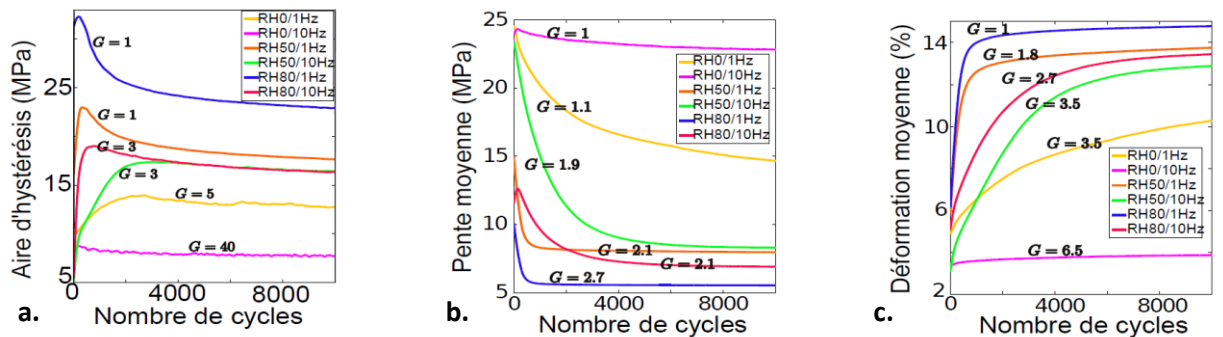 Aire d'hystérésis (MPa)
25
15
5
0
4000
8000
Nombre de cycles
a.
G = 1
G = 1
G = 3
G = 3
G = 5
G = 40
RH0/1Hz
RH0/10Hz
RH50/1Hz
RH50/10Hz
RH80/1Hz
RH80/10Hz
Pente moyenne (MPa)
25
20
15
10
5
0
4000
8000
Nombre de cycles
b.
G = 1
G = 1.1
G = 1.9
G = 2.1
G = 2.1
G = 2.7
RH0/1Hz
RH0/10Hz
RH50/1Hz
RH50/10Hz
RH80/1Hz
RH80/10Hz
Déformation moyenne (%)
14
10
6
2
0
4000
8000
Nombre de cycles
c.
G = 1
G = 1.8
G = 2.7
G = 3.5
G = 3.5
G = 6.5
RH0/1Hz
RH0/10Hz
RH50/1Hz
RH50/10Hz
RH80/1Hz
RH80/10Hz